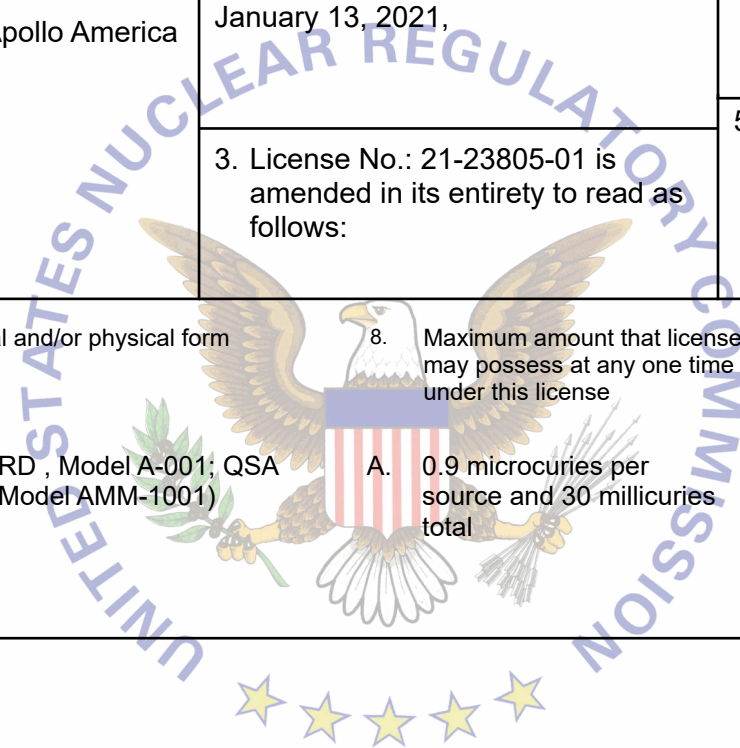 pollo America
January 13, 2021,
5
3. License No.: 21-23805-01 is
amended in its entirety to read as
follows:
l and/or physical form
8. Maximum amount that license
may possess at any one time
under this license
RD , Model A-001; QSA
Model AMM-1001)
A. 0.9 microcuries per
source and 30 millicuries
total
UNITED STATES NUCLEAR REGULATORY COMMISSION